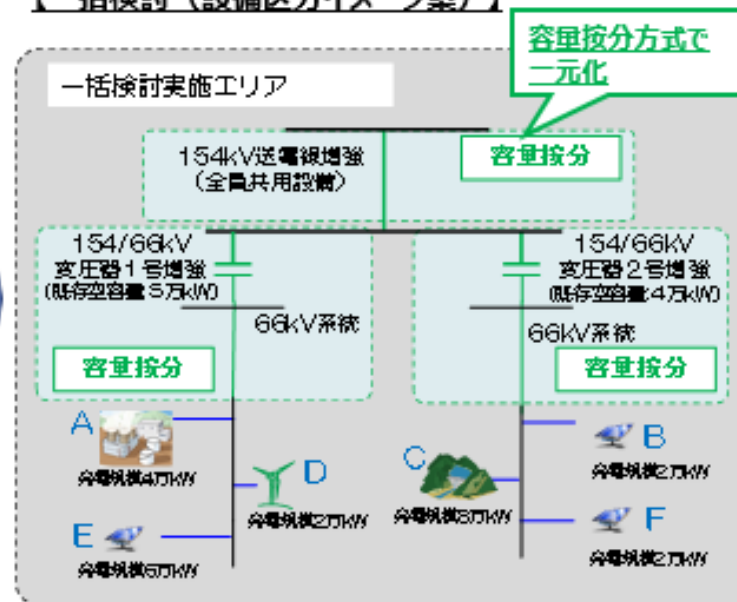 【一括検討（設備区分イメージ案）】
容量按分方式で
一元化
一括検討実施エリア
154kV送電線増強
（全員共用設備）
容量按分
154/66kV
変圧器1号増強
(既存空容量5万kW)
66kV系統
容量按分
154/66kV
変圧器2号増強
(既存空容量4万kW)
66kV系統
容量按分
A
発電規模4万kW
D
発電規模2万kW
E
発電規模6万kW
C
発電規模3万kW
B
発電規模2万kW
F
発電規模2万kW